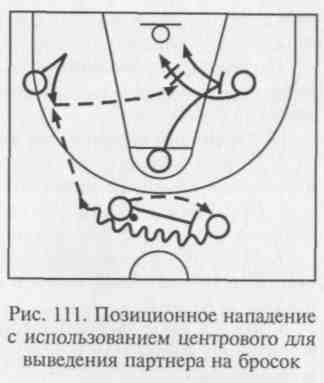 Рис. 111. Позиционное нападение
с использованием центрового для
выведения партнера на бросок